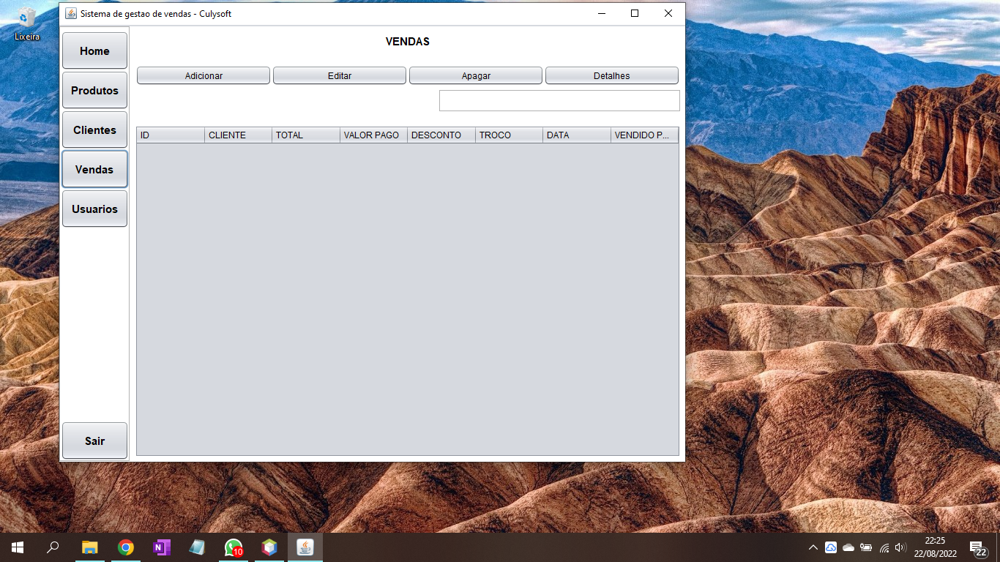 Lixeira
Sistema de gestao de vendas - Culysoft
Home
Produtos
Clientes
Vendas
Usuarios
Sair
VENDAS
Adicionar Editar Apagar Detalhes
ID CLIENTE TOTAL VALOR PAGO DESCONTO TROCO DATA VENDIDO P...
N
10
22:25
22/08/2022
22